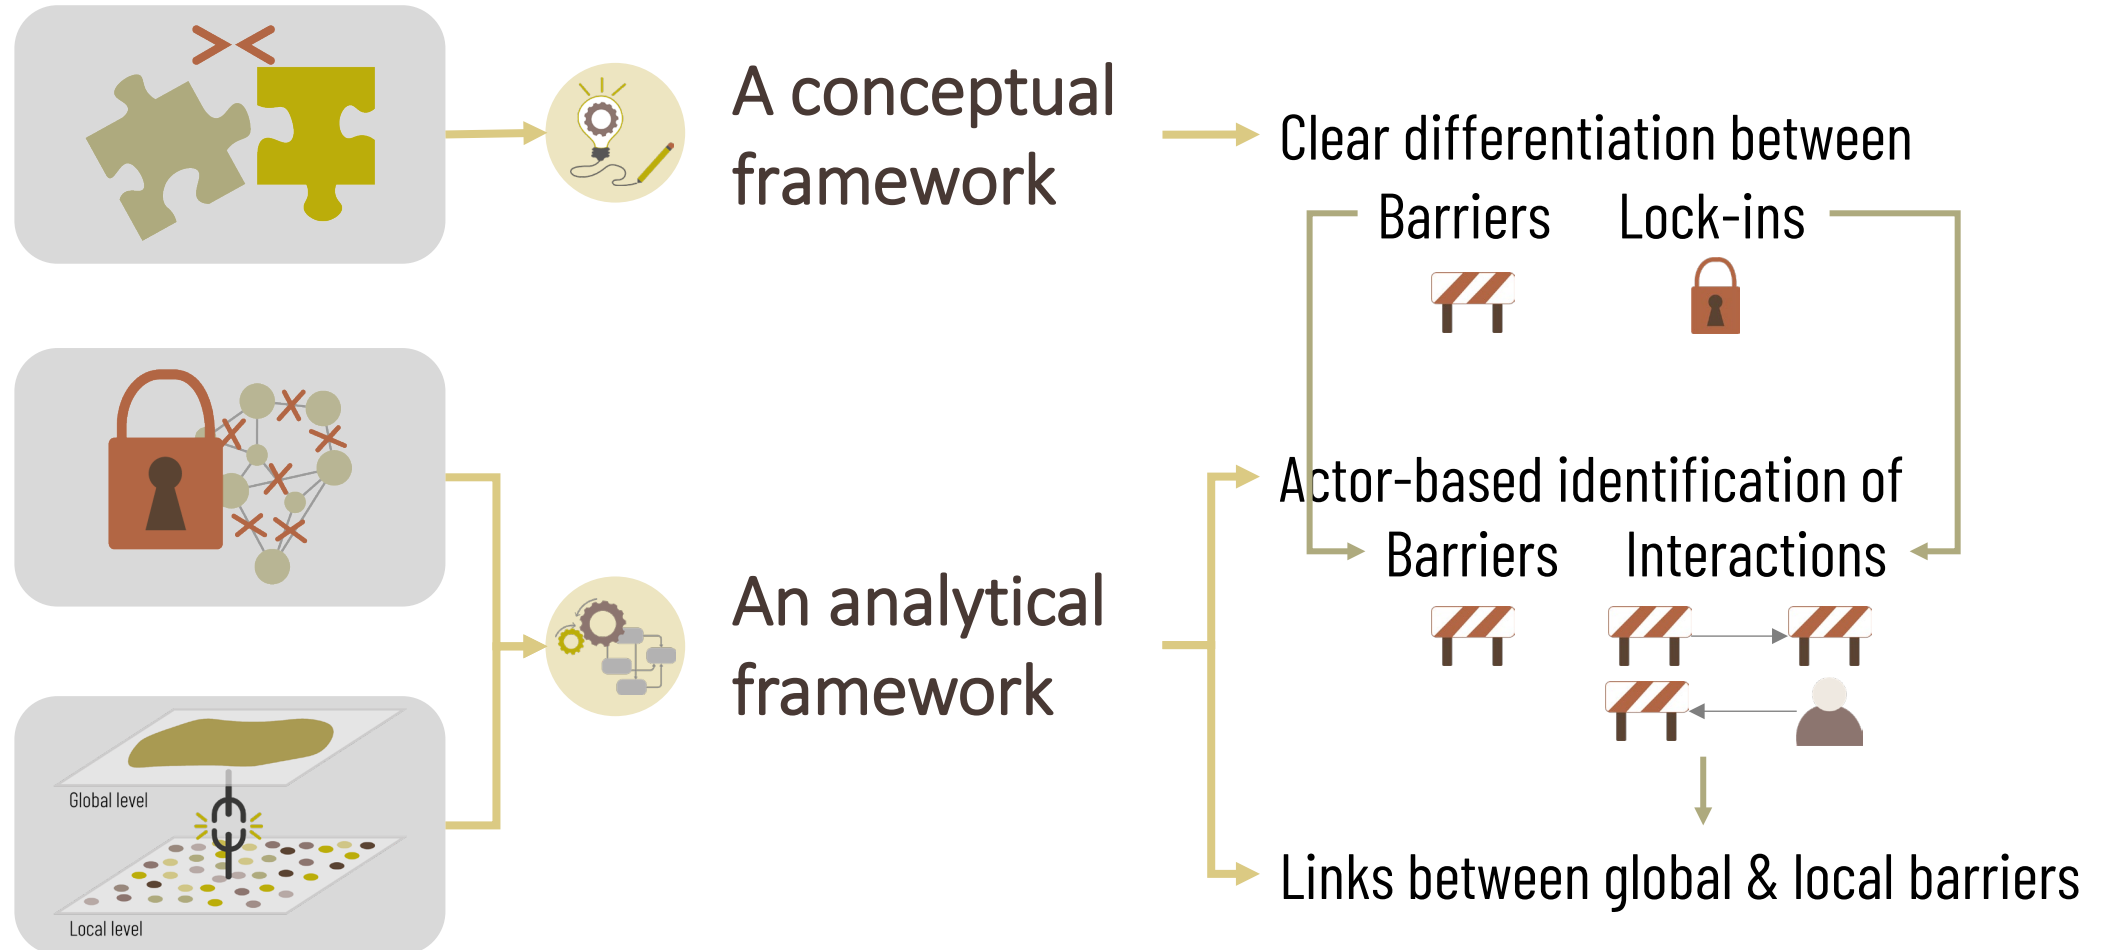 A conceptual
framework
Clear differentiation between
Barriers Lock-ins
Actor-based identification of
Barriers Interactions
An analytical
framework
Global level
Local level
Links between global & local barriers